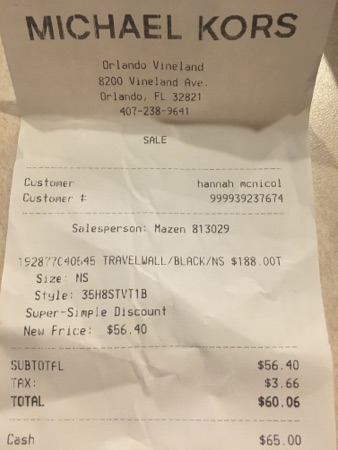 MICHAEL KORS
Orlando Vineland
8200 Vineland Ave.
Orlando, FL 32821
407-238-9641
SALE
Customer hannah mcnicol
Customer #: 999939237674
Salesperson: Mazen 813029
192877040645 TRAVELWALL/BLACK/NS $188.00T
Size: NS
Style: 35H8STVT1B
Super-Simple Discount
New Price: $56.40
SUBTOTAL $56.40
TAX: $3.66
TOTAL $60.06
Cash $65.00